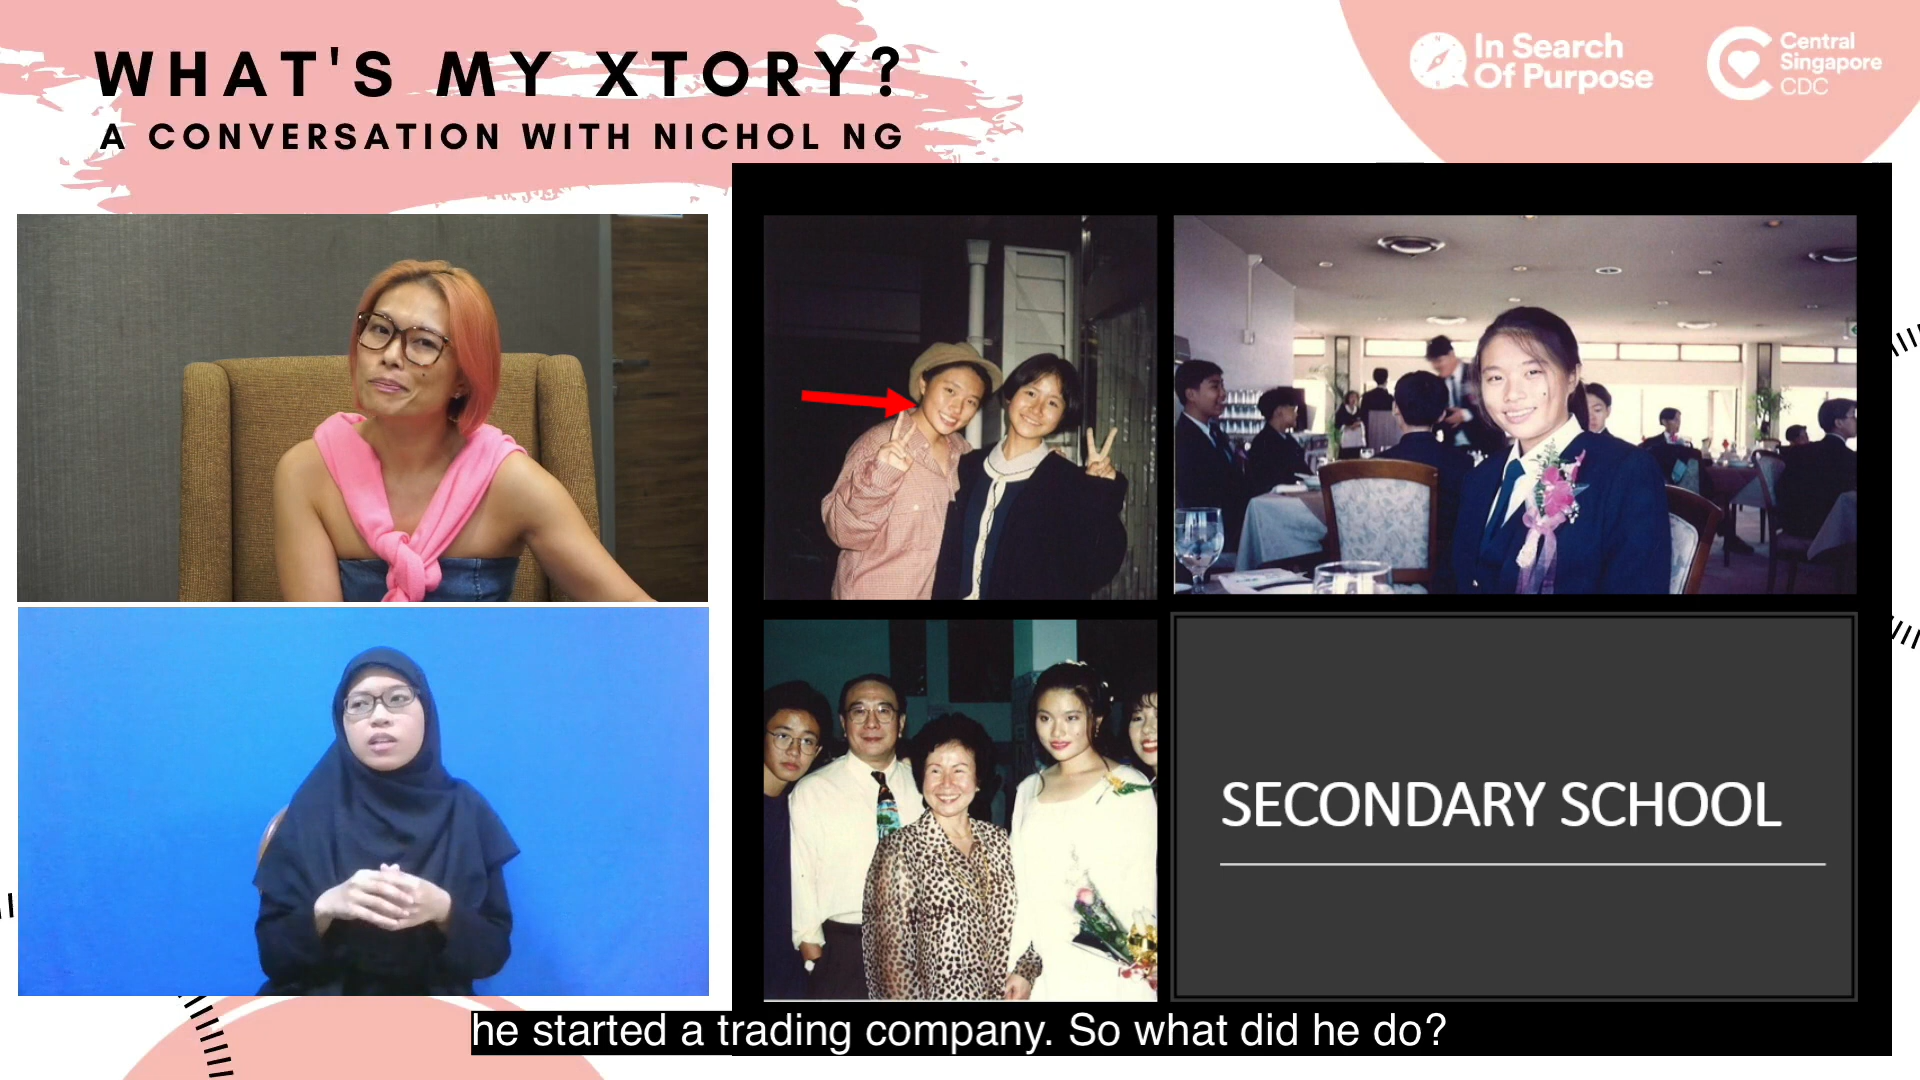 WHAT'S MY XTORY?
A CONVERSATION WITH NICHOL NG
In Search
Of Purpose
Central
Singapore
CDC
SECONDARY SCHOOL
he started a trading company. So what did he do?